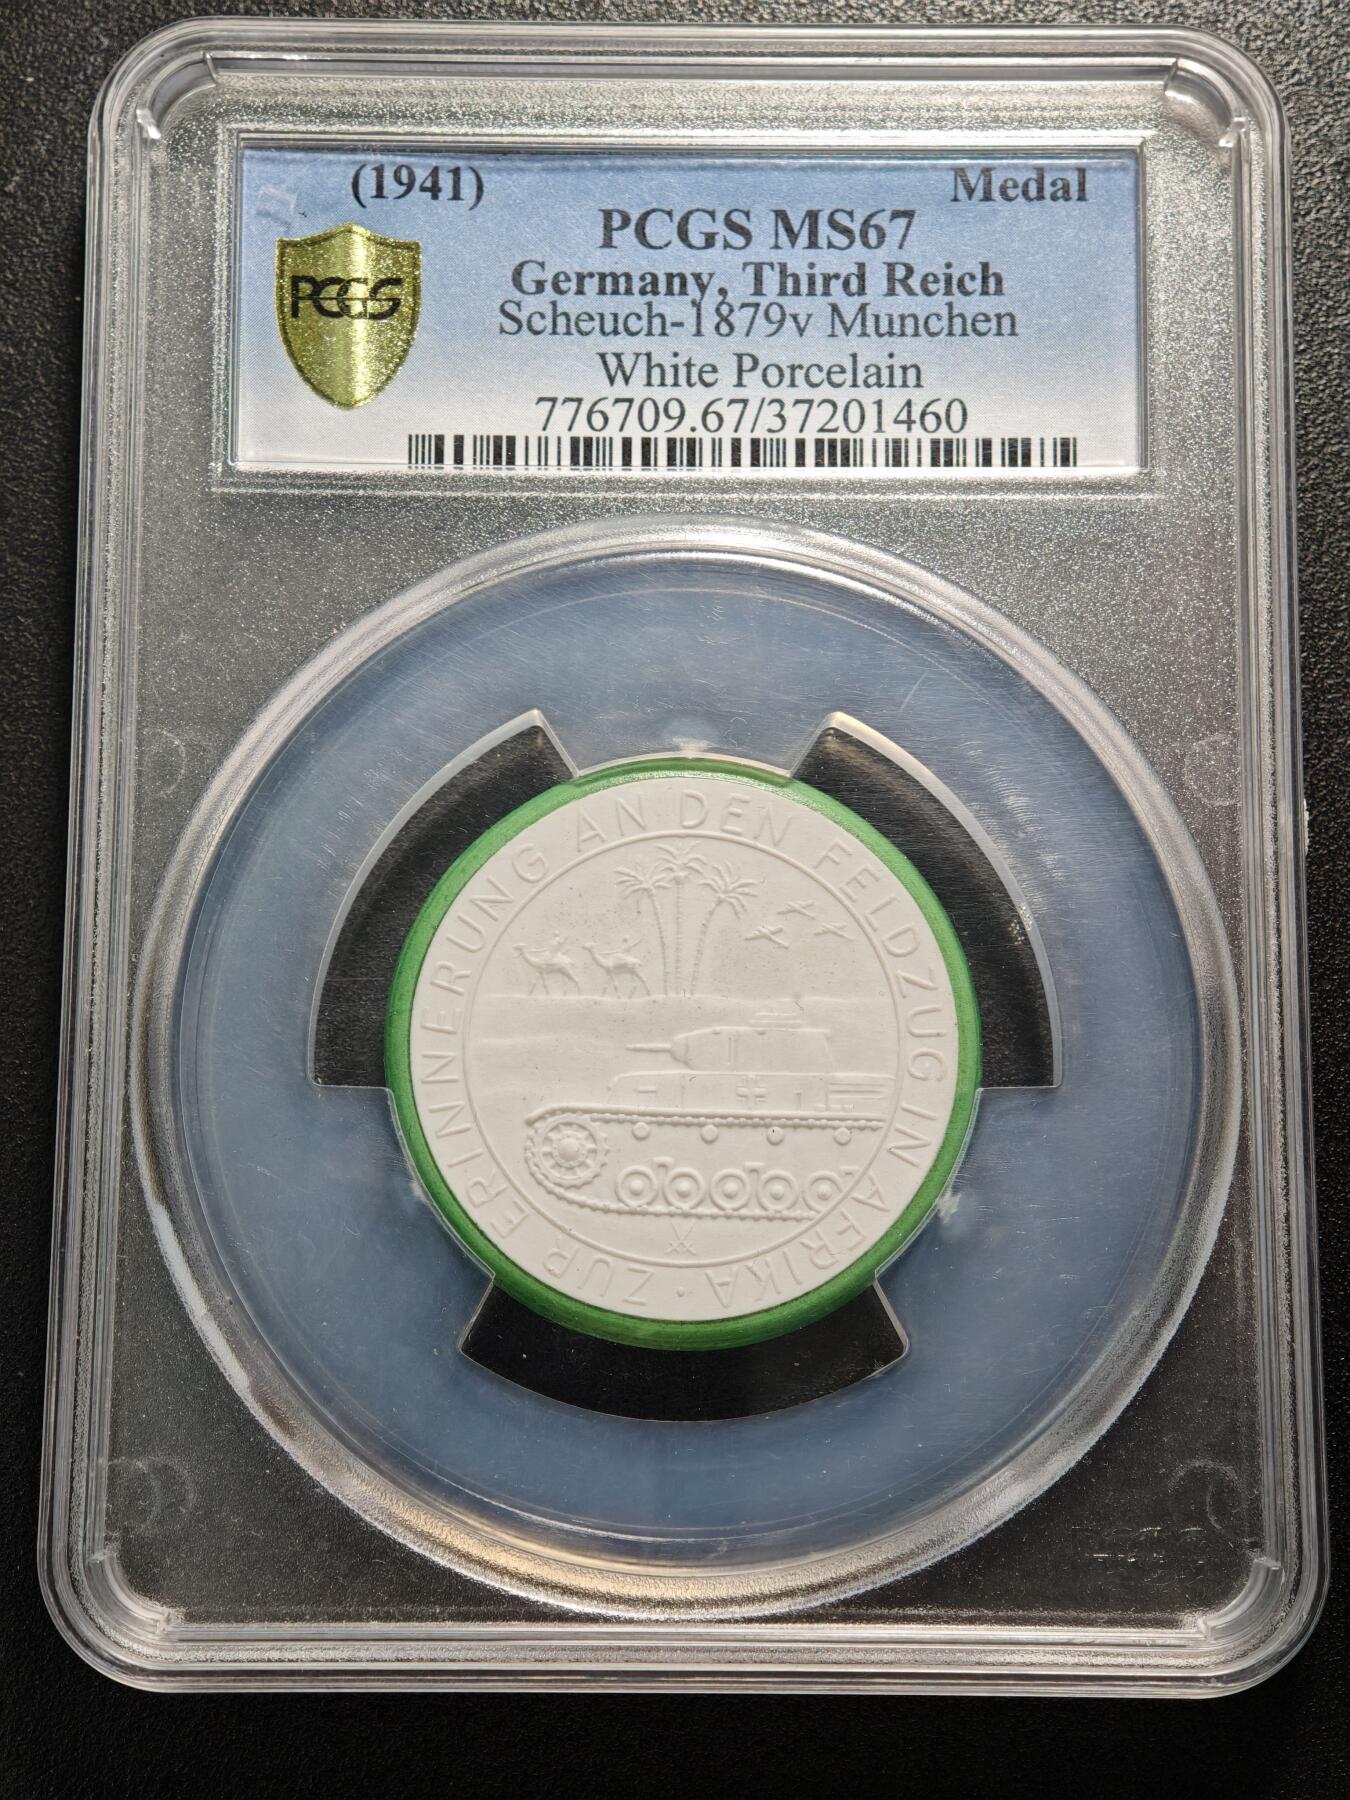 (1941) Medal
PCGS MS67
Germany, Third Reich
PCGS
Scheuch-1879v Munchen
White Porcelain
776709.67/37201460
ZUR ERINNERUNG AN DEN FELDZUG IN AFRIKA ·